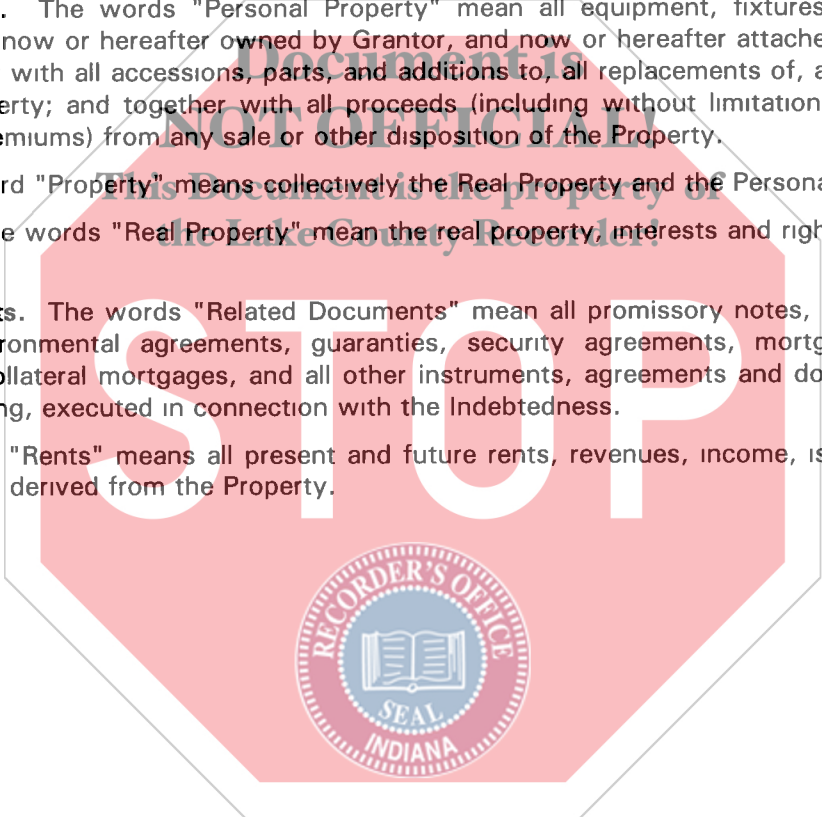 . The words "Personal Property" mean all equipment, fixtures
now or hereafter owned by Grantor, and now or hereafter attache
with all accessions, parts, and additions to, all replacements of, a
erty; and together with all proceeds (including without limitation
emiums) from any sale or other disposition of the Property.
rd "Property" means collectively the Real Property and the Persona
e words "Real Property" mean the real property, interests and righ
ts. The words "Related Documents" mean all promissory notes,
ronmental agreements, guaranties, security agreements, mortg
ollateral mortgages, and all other instruments, agreements and do
ng, executed in connection with the Indebtedness.
"Rents" means all present and future rents, revenues, income, is
derived from the Property.
Document is
NOT OFFICIAL!
This Document is the property of
the Lake County Recorder!
STOP
RECORDER'S OFFICE
SEAL
INDIANA